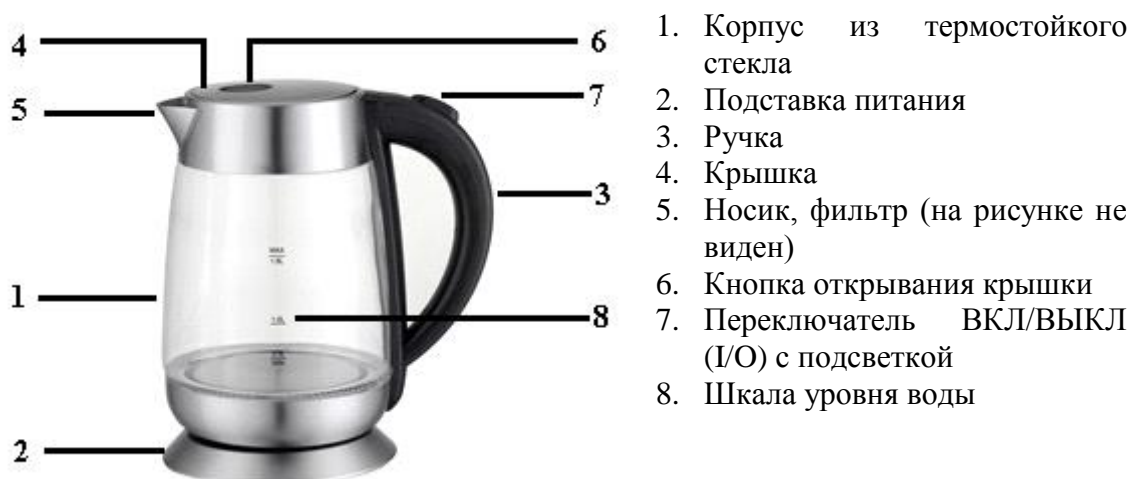 4
5
1
2
6
7
3
8
MAX
1. Корпус из термостойкого
стекла
2. Подставка питания
3. Ручка
4. Крышка
5. Носик, фильтр (на рисунке не
виден)
6. Кнопка открывания крышки
7. Переключатель ВКЛ/ВЫКЛ
(I/O) с подсветкой
8. Шкала уровня воды